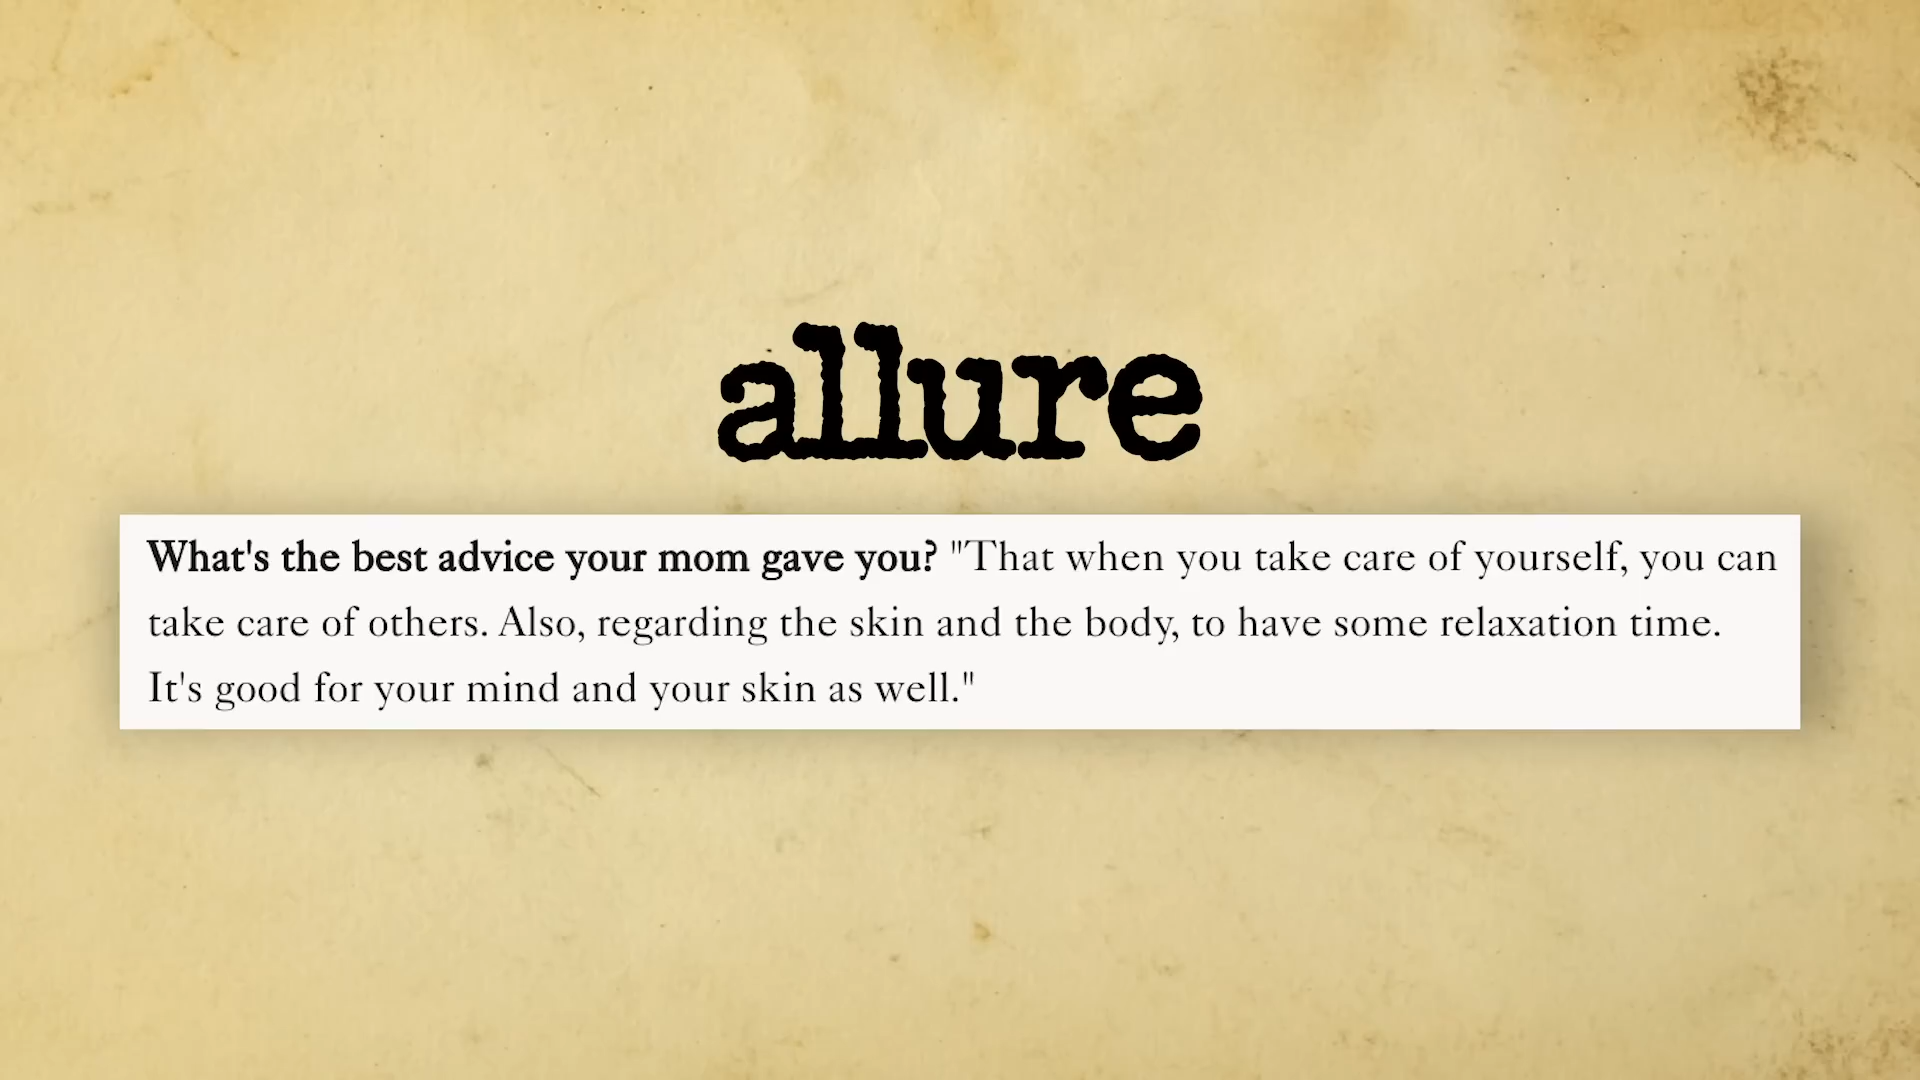 allure
What's the best advice your mom gave you? "That when you take care of yourself, you can
take care of others. Also, regarding the skin and the body, to have some relaxation time.
It's good for your mind and your skin as well."